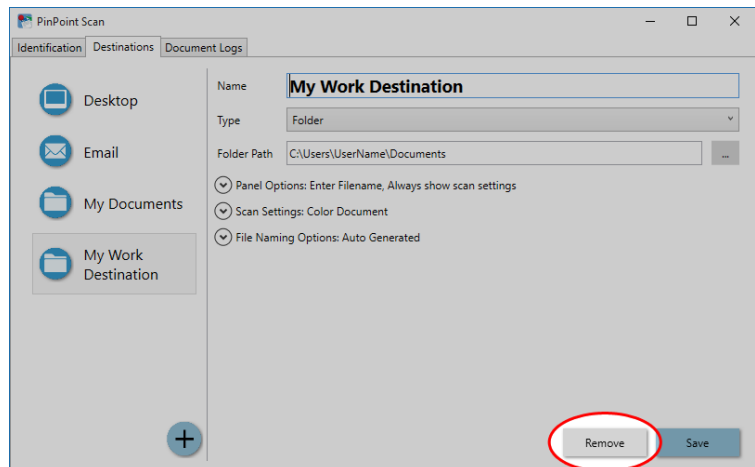 PinPoint Scan
Identification Destinations Document Logs
Desktop
Email
My Documents
My Work
Destination
Name My Work Destination
Type Folder
Folder Path C:\Users\UserName\Documents ...
Panel Options: Enter Filename, Always show scan settings
Scan Settings: Color Document
File Naming Options: Auto Generated
Remove Save